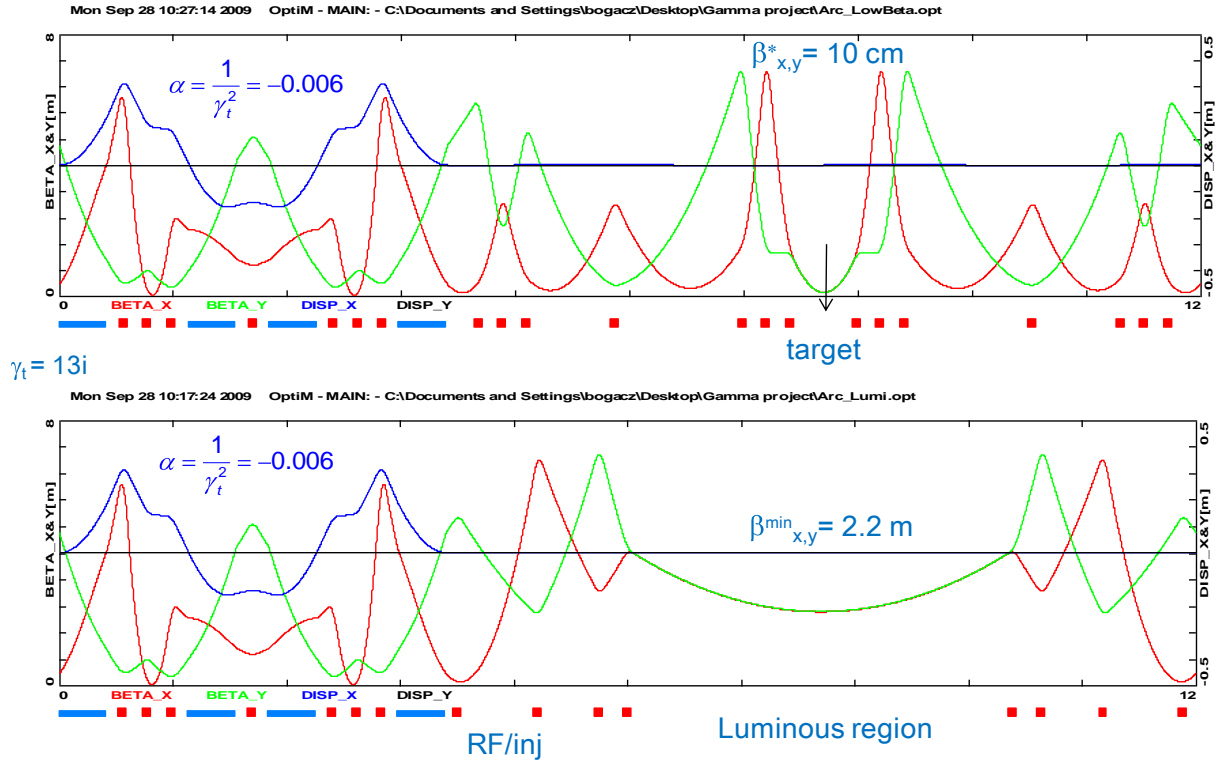 Mon Sep 28 10:27:14 2009 OptiM - MAIN: - C:\Documents and Settings\bogacz\Desktop\Gamma project\Arc_LowBeta.opt
8
0.5
BETA_X&Y[m]
DISP_X&Y[m]
α = 1/γ_t² = −0.006
β*x,y = 10 cm
0
-0.5
0
BETA_X BETA_Y DISP_X DISP_Y
12
target
γt = 13i
Mon Sep 28 10:17:24 2009 OptiM - MAIN: - C:\Documents and Settings\bogacz\Desktop\Gamma project\Arc_Lumi.opt
8
0.5
BETA_X&Y[m]
DISP_X&Y[m]
α = 1/γ_t² = −0.006
β^min x,y = 2.2 m
0
-0.5
0
BETA_X BETA_Y DISP_X DISP_Y
12
RF/inj
Luminous region